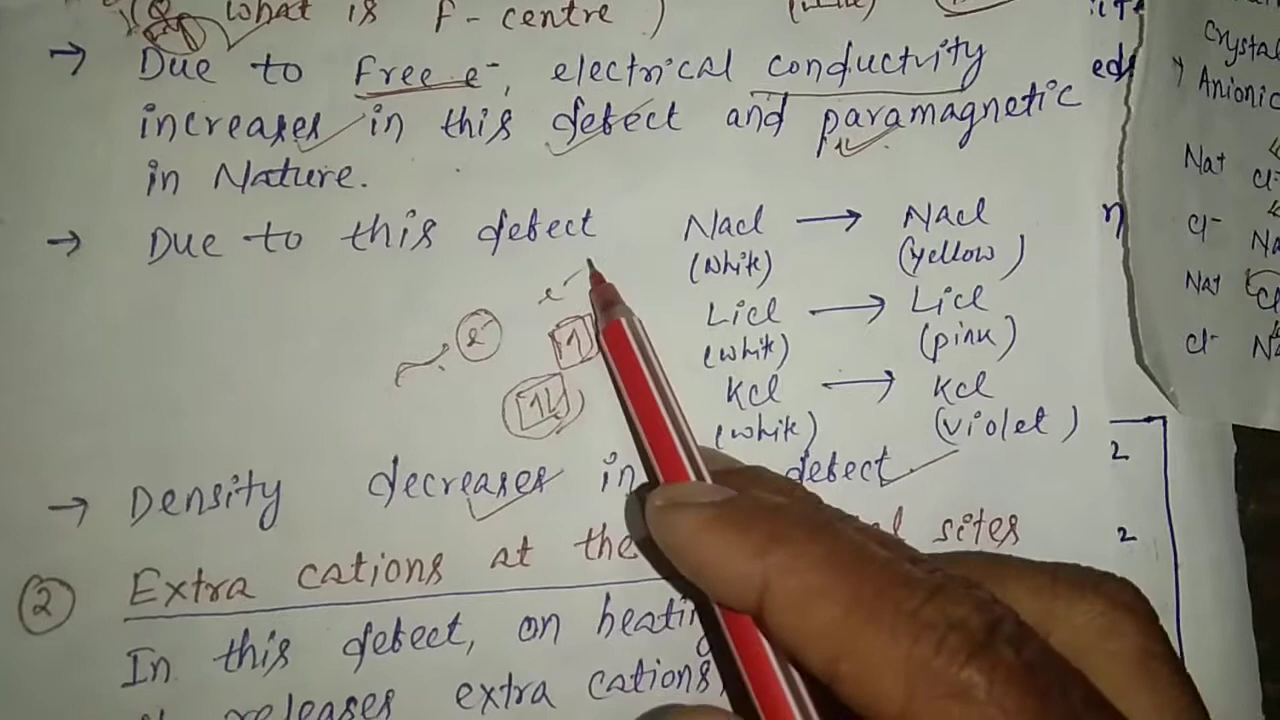 What is F-centre)
→ Due to Free e⁻, electrical conductivity
increases in this defect and paramagnetic
in Nature.
→ Due to this defect
Nacl → Nacl
(White) (yellow)
Licl → Licl
(white) (pink)
Kcl → Kcl
(white) (violet)
e⁻
e⁻
1
1L
→ Density decreases in defect
② Extra cations at the sites
In this defect, on
releases extra cations
Crystal
Anionic
Na+
Cl-
Na+
Cl-
2
2